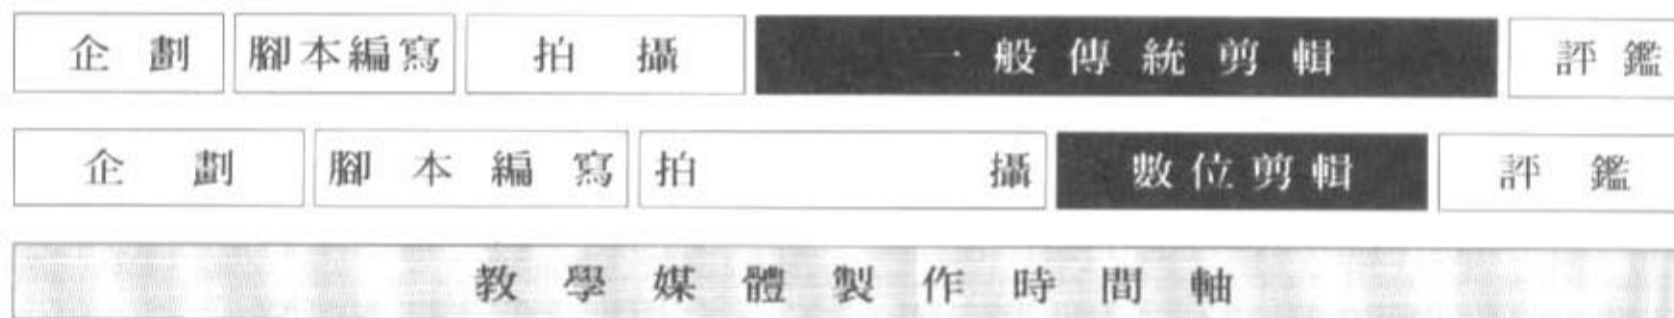 企劃 腳本編寫 拍攝 一般傳統剪輯 評鑑
企劃 腳本編寫 拍攝 數位剪輯 評鑑
教學媒體製作時間軸